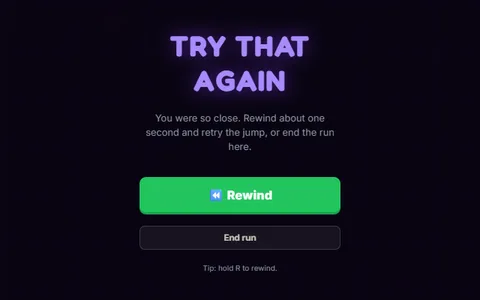 TRY THAT
AGAIN
You were so close. Rewind about one
second and retry the jump, or end the run
here.
⏪ Rewind
End run
Tip: hold R to rewind.